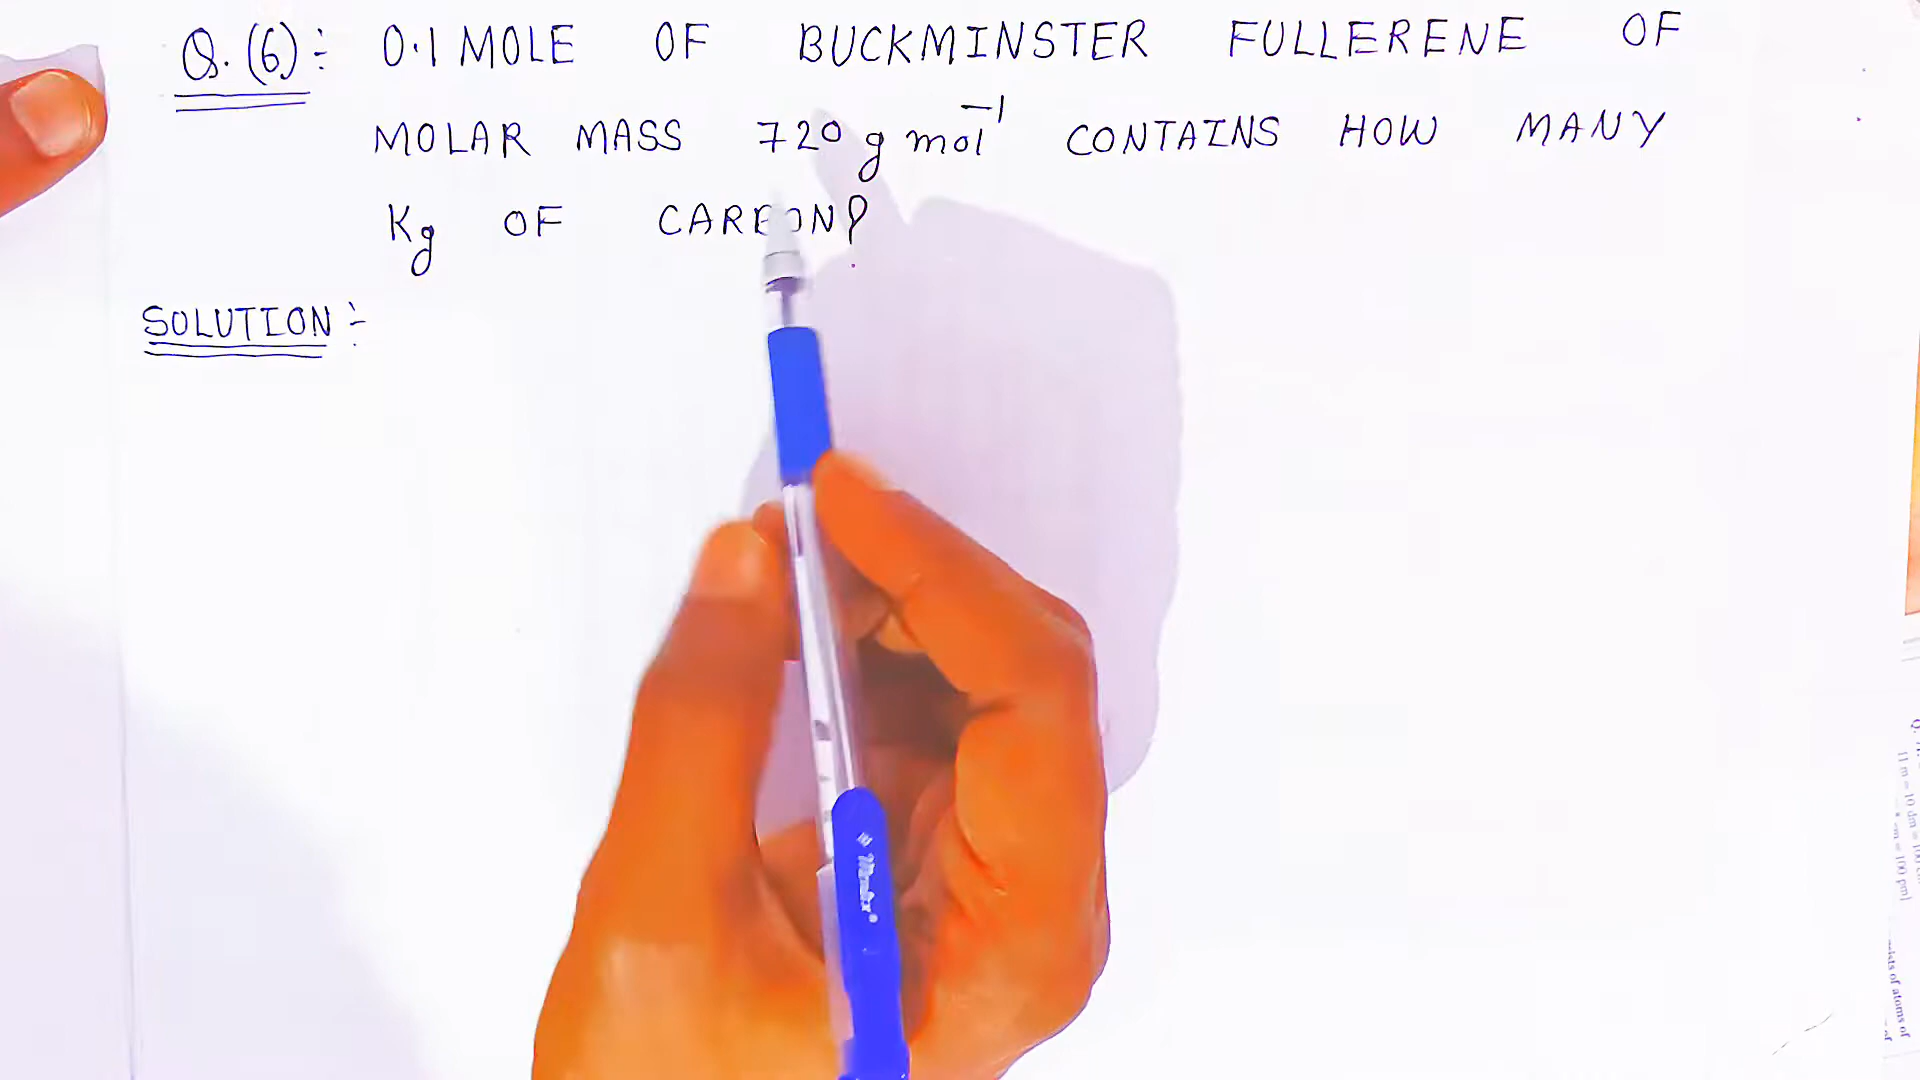 Q. (6):- 0.1 MOLE OF BUCKMINSTER FULLERENE OF
MOLAR MASS 720 g mol⁻¹ CONTAINS HOW MANY
Kg OF CARBON?
SOLUTION :-